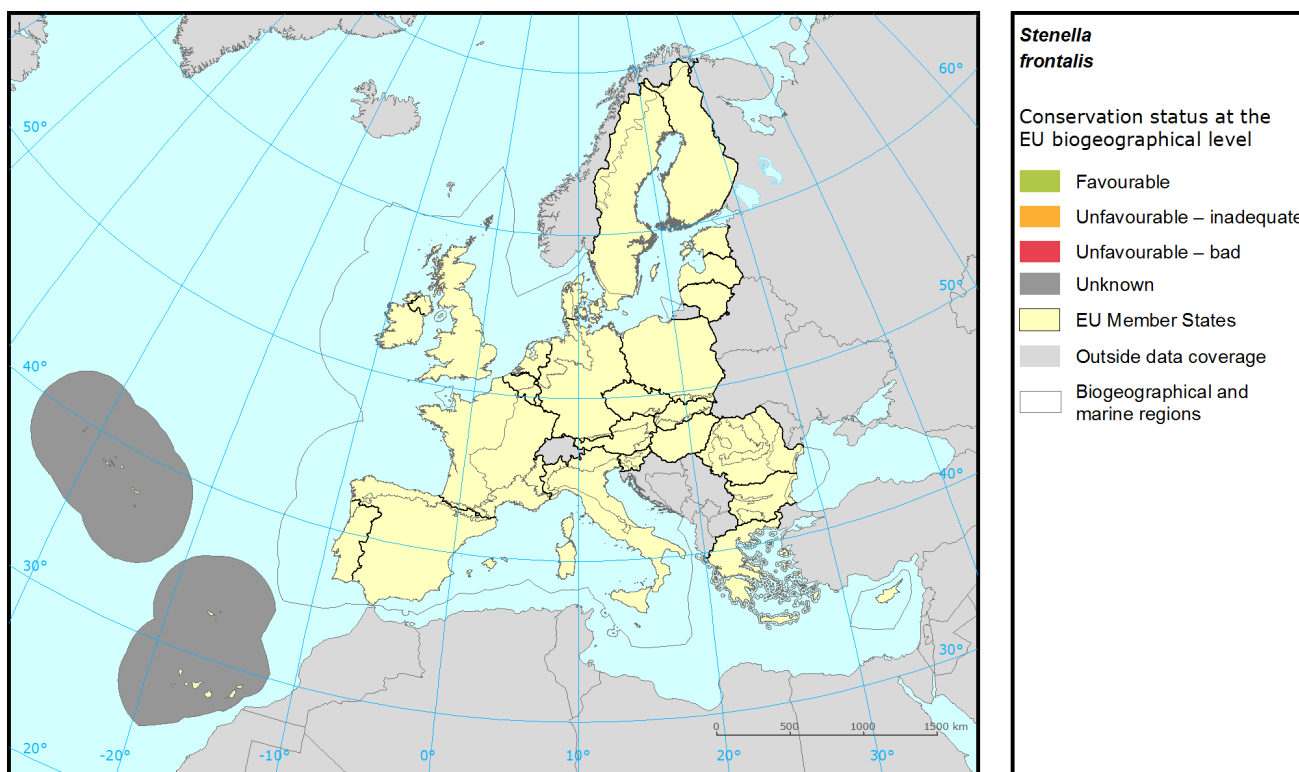 Stenella
frontalis
Conservation status at the
EU biogeographical level
Favourable
Unfavourable – inadequate
Unfavourable – bad
Unknown
EU Member States
Outside data coverage
Biogeographical and
marine regions
60°
50°
50°
40°
40°
30°
30°
0 500 1000 1500 km
20° -20° -10° 0° 10° 20° 30°